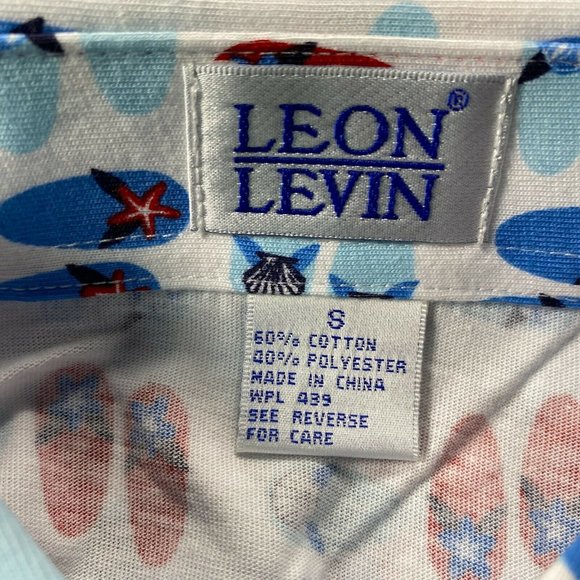 LEON®
LEVIN
S
60% COTTON
40% POLYESTER
MADE IN CHINA
WPL 439
SEE REVERSE
FOR CARE